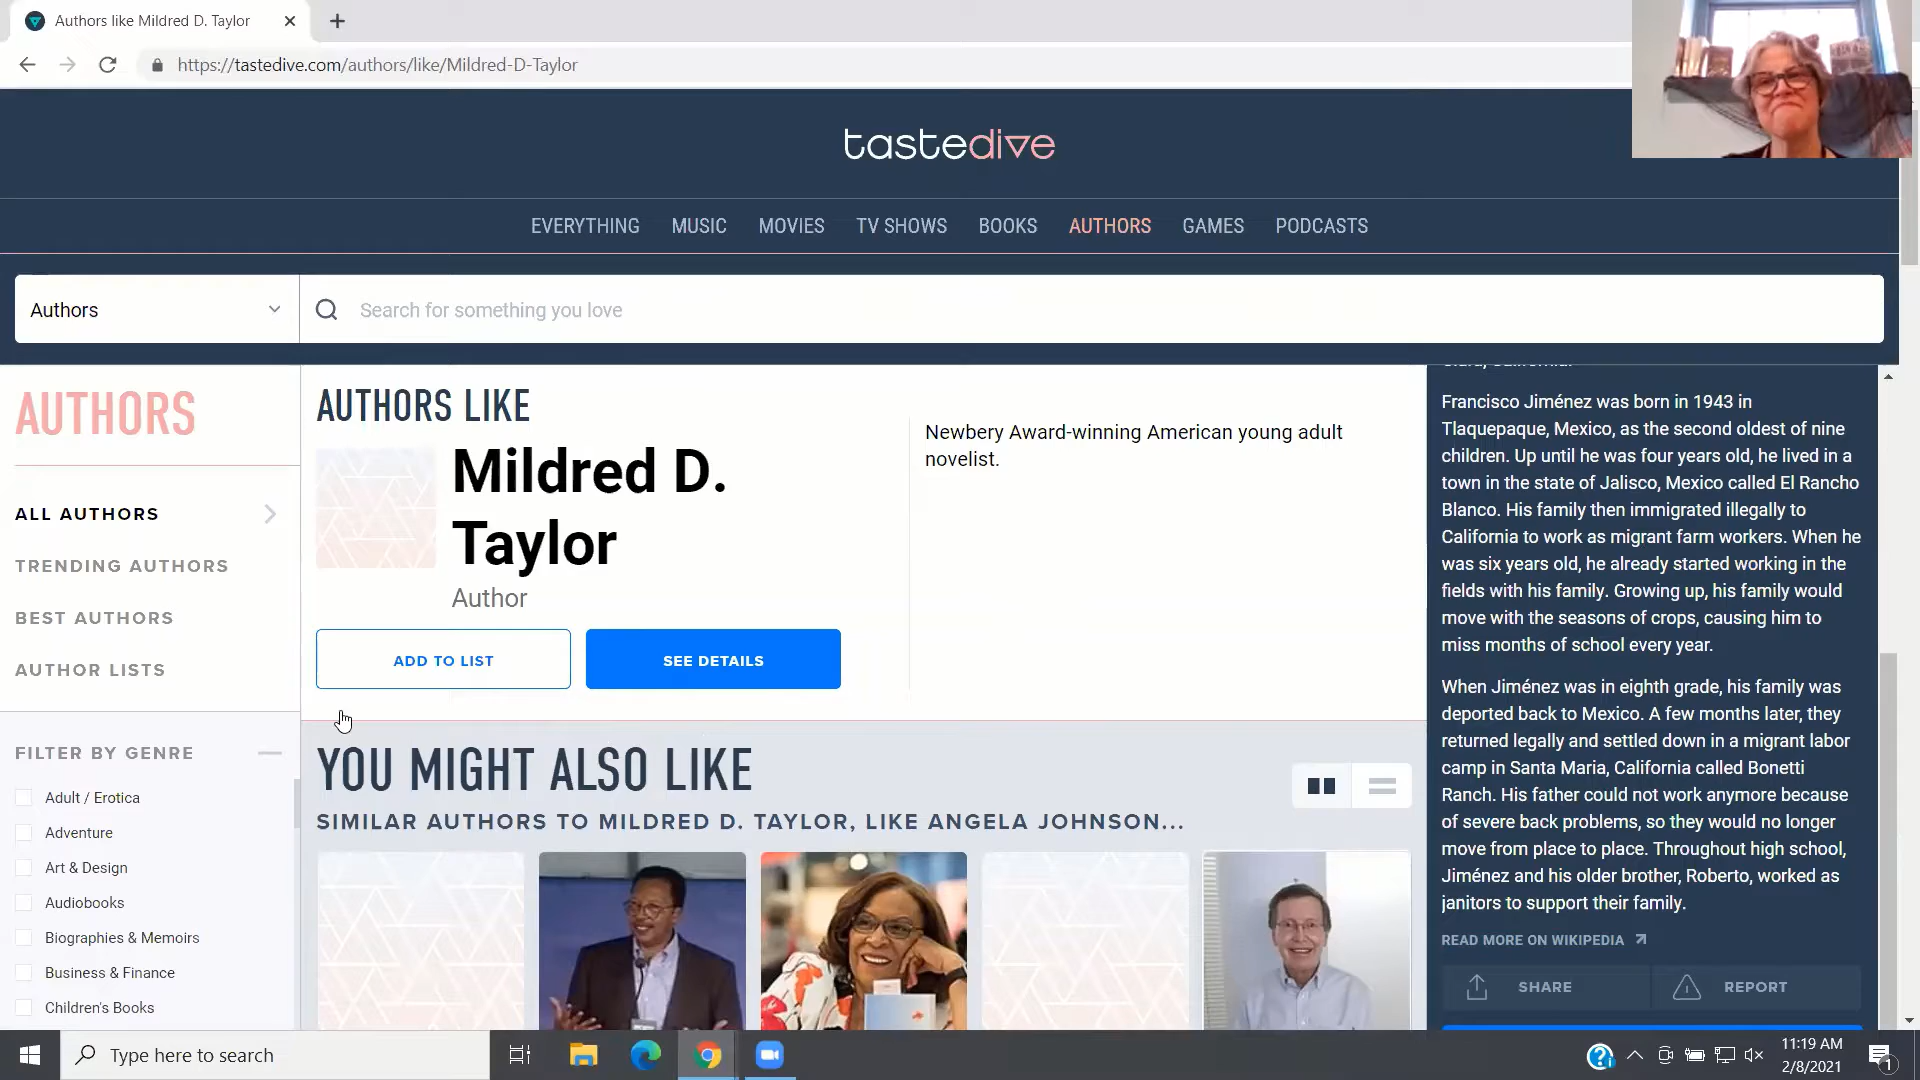 Authors like Mildred D. Taylor
https://tastedive.com/authors/like/Mildred-D-Taylor
tastedive
EVERYTHING MUSIC MOVIES TV SHOWS BOOKS AUTHORS GAMES PODCASTS
Authors
Search for something you love
AUTHORS
ALL AUTHORS
TRENDING AUTHORS
BEST AUTHORS
AUTHOR LISTS
FILTER BY GENRE
Adult / Erotica
Adventure
Art & Design
Audiobooks
Biographies & Memoirs
Business & Finance
Children's Books
AUTHORS LIKE
Mildred D.
Taylor
Author
ADD TO LIST
SEE DETAILS
Newbery Award-winning American young adult
novelist.
YOU MIGHT ALSO LIKE
SIMILAR AUTHORS TO MILDRED D. TAYLOR, LIKE ANGELA JOHNSON...
Francisco Jiménez was born in 1943 in
Tlaquepaque, Mexico, as the second oldest of nine
children. Up until he was four years old, he lived in a
town in the state of Jalisco, Mexico called El Rancho
Blanco. His family then immigrated illegally to
California to work as migrant farm workers. When he
was six years old, he already started working in the
fields with his family. Growing up, his family would
move with the seasons of crops, causing him to
miss months of school every year.
When Jiménez was in eighth grade, his family was
deported back to Mexico. A few months later, they
returned legally and settled down in a migrant labor
camp in Santa Maria, California called Bonetti
Ranch. His father could not work anymore because
of severe back problems, so they would no longer
move from place to place. Throughout high school,
Jiménez and his older brother, Roberto, worked as
janitors to support their family.
READ MORE ON WIKIPEDIA
SHARE
REPORT
Type here to search
11:19 AM
2/8/2021
1